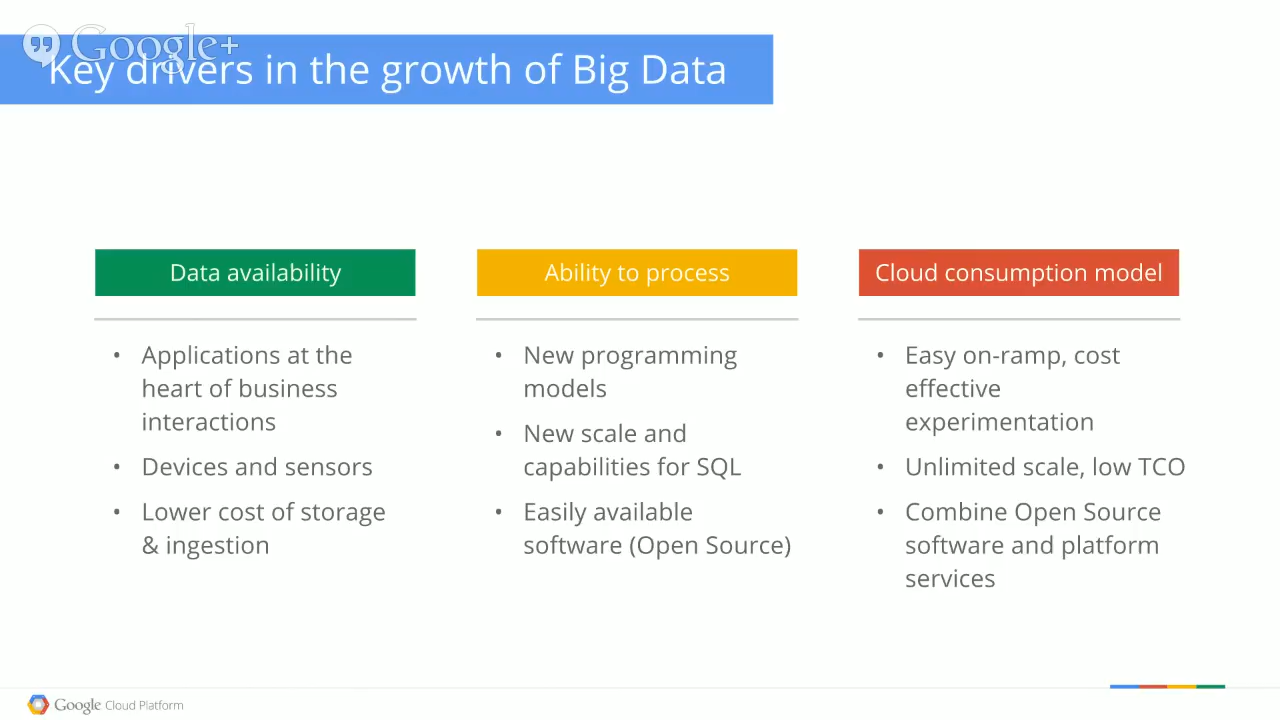 Google+
Key drivers in the growth of Big Data
Data availability
• Applications at the
heart of business
interactions
• Devices and sensors
• Lower cost of storage
& ingestion
Ability to process
• New programming
models
• New scale and
capabilities for SQL
• Easily available
software (Open Source)
Cloud consumption model
• Easy on-ramp, cost
effective
experimentation
• Unlimited scale, low TCO
• Combine Open Source
software and platform
services
Google Cloud Platform